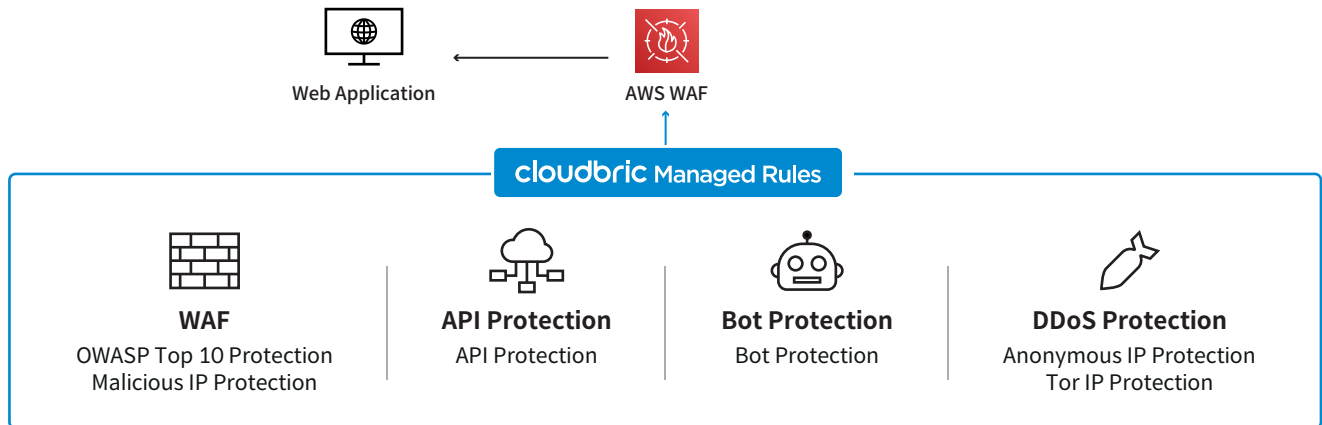 Web Application
AWS WAF
cloudbric Managed Rules
WAF
OWASP Top 10 Protection
Malicious IP Protection
API Protection
API Protection
Bot Protection
Bot Protection
DDoS Protection
Anonymous IP Protection
Tor IP Protection